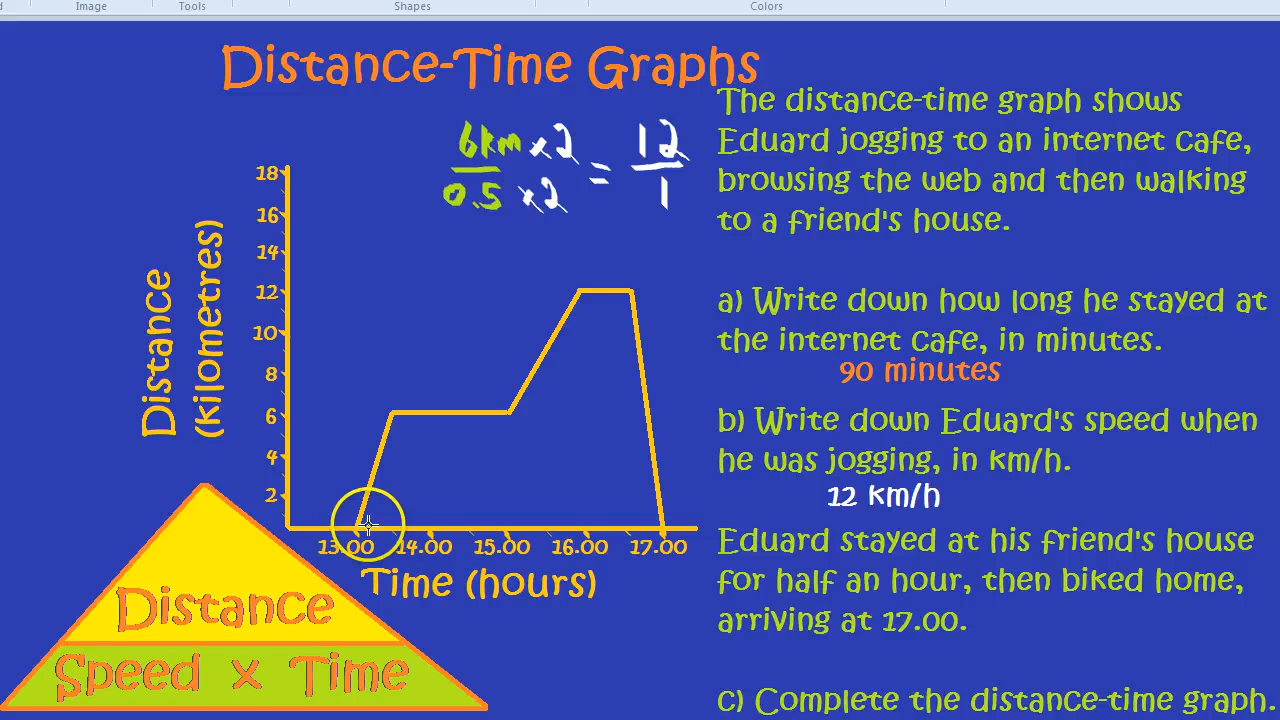 Image Tools Shapes Colors
Distance-Time Graphs
6km x2 = 12
0.5 x2 1
The distance-time graph shows
Eduard jogging to an internet cafe,
browsing the web and then walking
to a friend's house.
a) Write down how long he stayed at
the internet cafe, in minutes.
90 minutes
b) Write down Eduard's speed when
he was jogging, in km/h.
12 km/h
Eduard stayed at his friend's house
for half an hour, then biked home,
arriving at 17.00.
c) Complete the distance-time graph.
Distance
(kilometres)
18
16
14
12
10
8
6
4
2
13.00 14.00 15.00 16.00 17.00
Time (hours)
Distance
Speed x Time